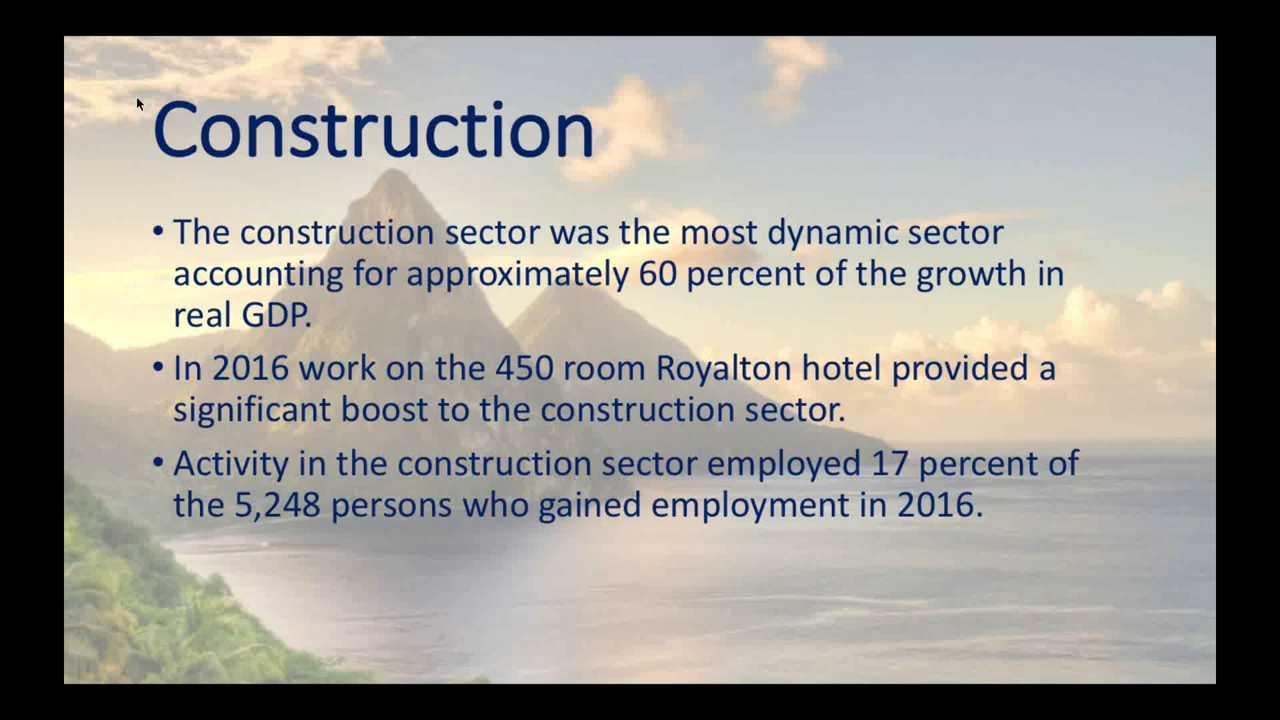 Construction
• The construction sector was the most dynamic sector
accounting for approximately 60 percent of the growth in
real GDP.
• In 2016 work on the 450 room Royalton hotel provided a
significant boost to the construction sector.
• Activity in the construction sector employed 17 percent of
the 5,248 persons who gained employment in 2016.